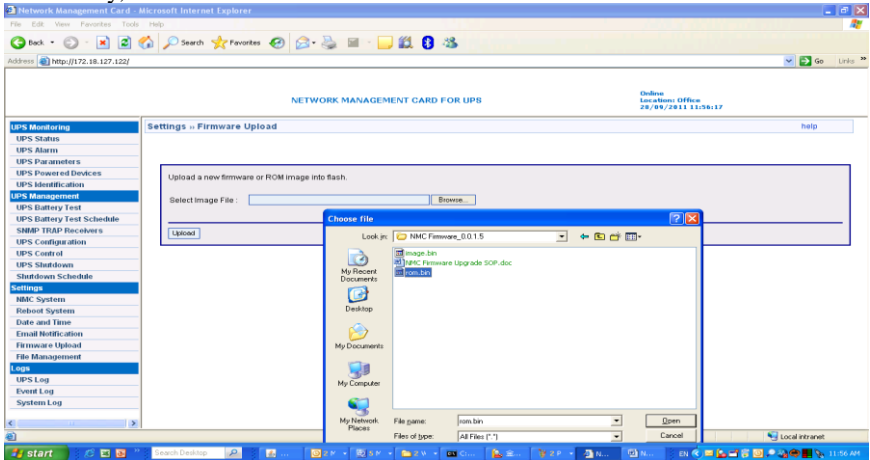 Network Management Card - Microsoft Internet Explorer
File Edit View Favorites Tools Help
Back Search Favorites
Address http://172.18.127.122/ Go Links »
NETWORK MANAGEMENT CARD FOR UPS
Online
Location: Office
28/09/2011 11:56:17
UPS Monitoring
UPS Status
UPS Alarm
UPS Parameters
UPS Powered Devices
UPS Identification
UPS Management
UPS Battery Test
UPS Battery Test Schedule
SNMP TRAP Receivers
UPS Configuration
UPS Control
UPS Slutdown
Shutdown Schedule
Settings
NMC System
Reboot System
Date and Time
Email Notification
Firmware Upload
File Management
Logs
UPS Log
Event Log
System Log
Settings » Firmware Upload help
Upload a new firmware or ROM image into flash.
Select Image File : Browse...
Upload
Choose file
Look in: NMC Firmware_0.0.1.5
My Recent Documents
Desktop
My Documents
My Computer
My Network Places
image.bin
NMC Firmware Upgrade SOP.doc
rom.bin
File name: rom.bin Open
Files of type: All Files (*.*) Cancel
Local intranet
start Search Desktop EN 11:56 AM